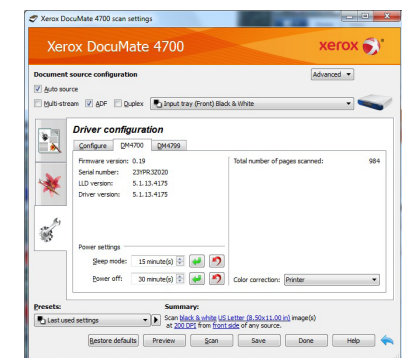 Xerox DocuMate 4700 scan settings
Xerox DocuMate 4700
xerox
Document source configuration
Advanced
Auto source
Multi-stream ADF Duplex Input tray (Front) Black & White
Driver configuration
Configure DM4700 DM4799
Firmware version: 0.19 Total number of pages scanned: 984
Serial number: 23YPR3Z020
LLD version: 5.1.13.4175
Driver version: 5.1.13.4175
Power settings
Sleep mode: 15 minute(s)
Power off: 30 minute(s) Color correction: Printer
Presets: Summary:
Last used settings Scan black & white US Letter (8.50x11.00 in) image(s)
at 200 DPI from front side of any source.
Restore defaults Preview Scan Save Done Help